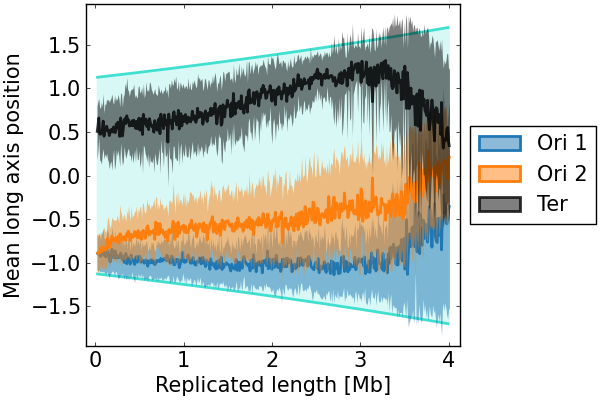 Mean long axis position
1.5
1.0
0.5
0.0
−0.5
−1.0
−1.5
0
1
2
3
4
Replicated length [Mb]
Ori 1
Ori 2
Ter